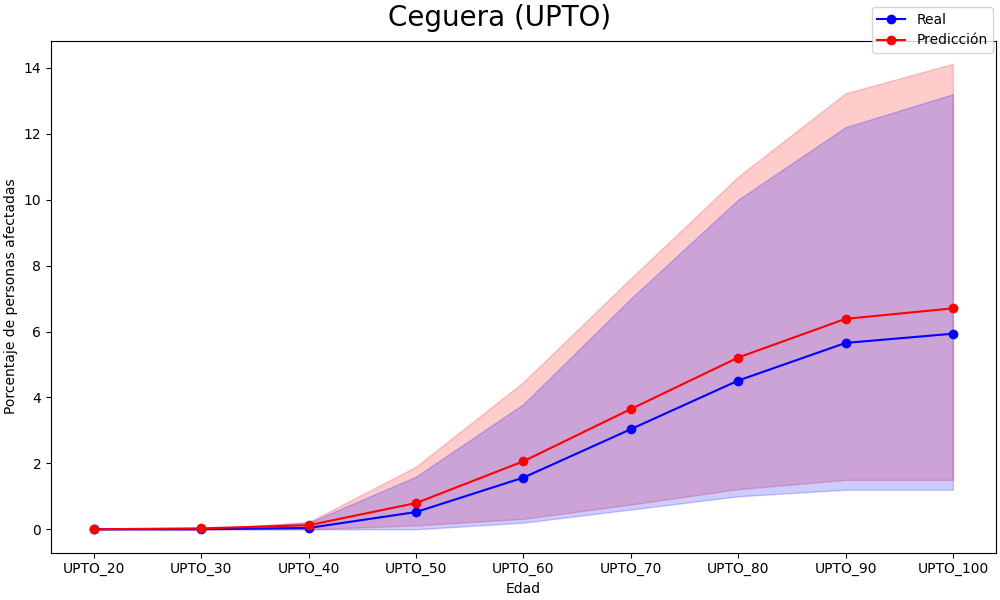 Ceguera (UPTO)
Real
Predicción
Porcentaje de personas afectadas
14
12
10
8
6
4
2
0
UPTO_20 UPTO_30 UPTO_40 UPTO_50 UPTO_60 UPTO_70 UPTO_80 UPTO_90 UPTO_100
Edad